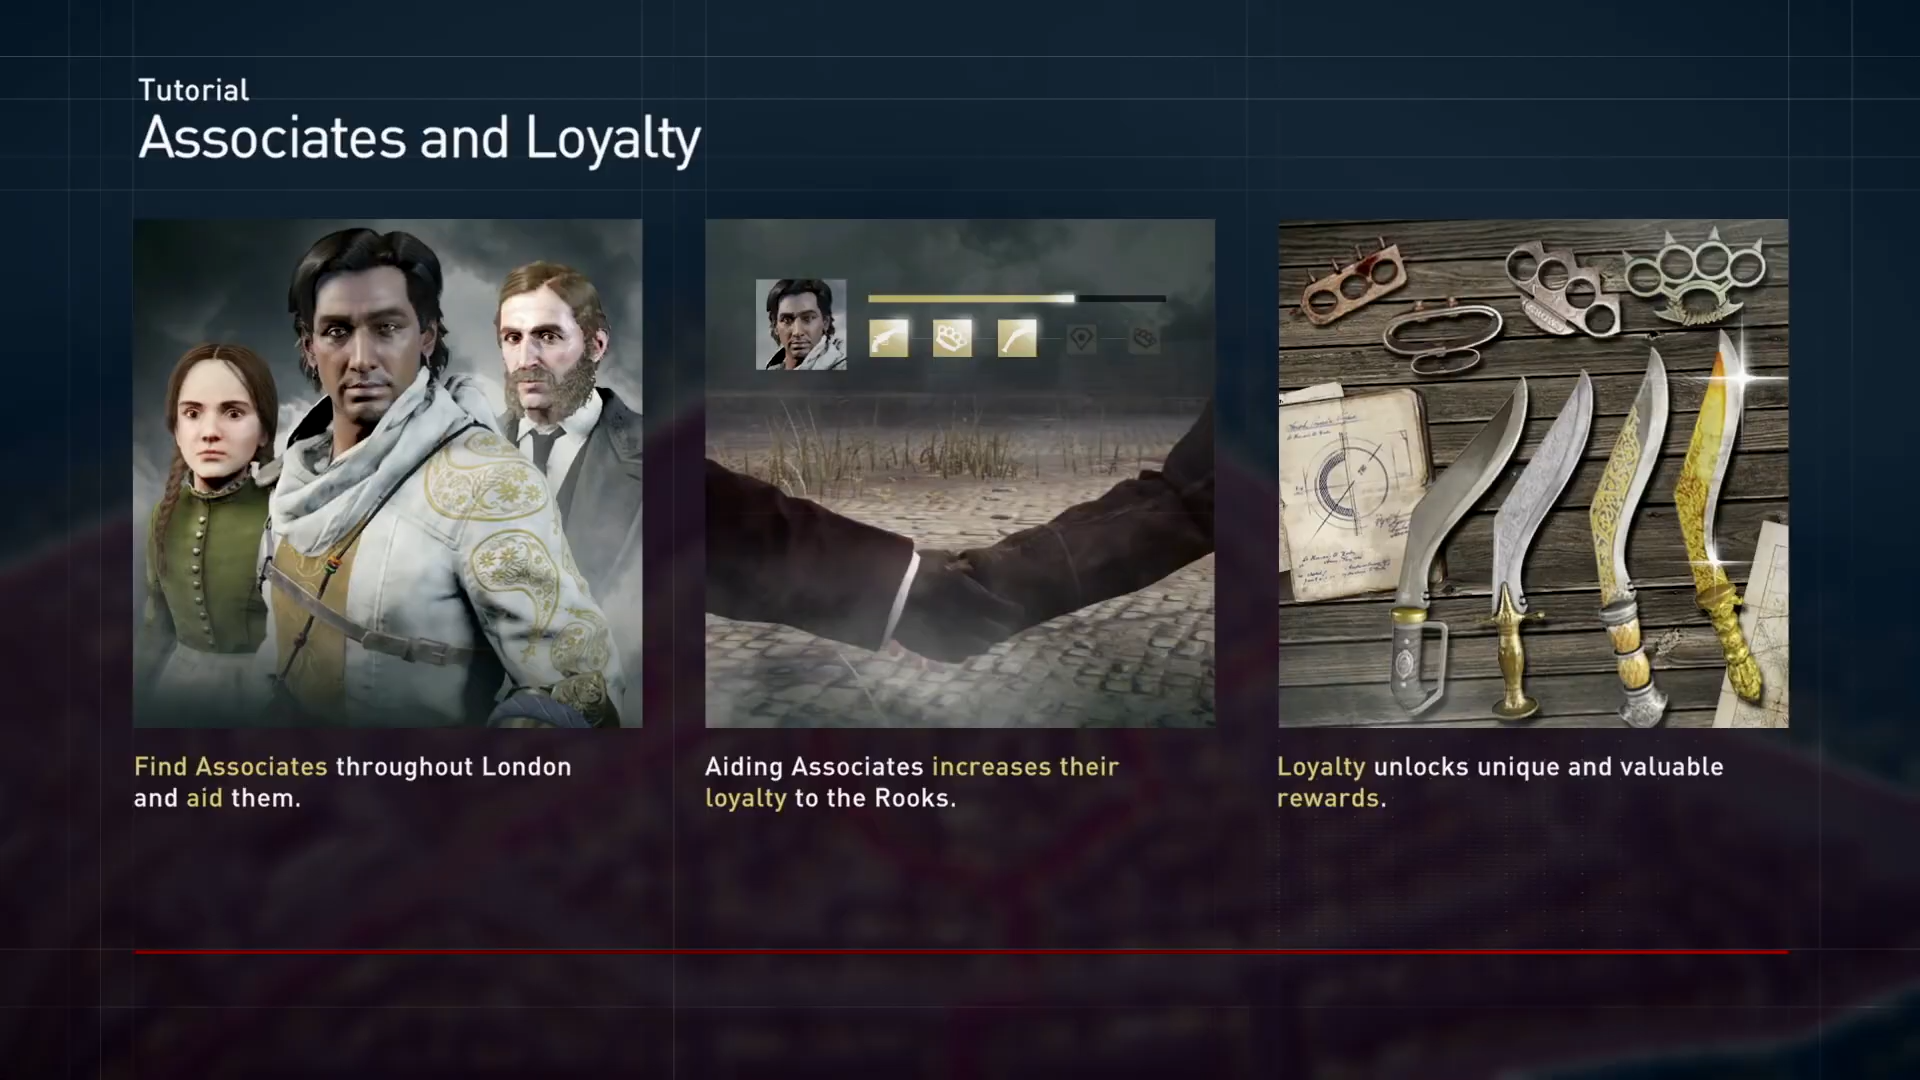 Tutorial
Associates and Loyalty
Find Associates throughout London
and aid them.
Aiding Associates increases their
loyalty to the Rooks.
Loyalty unlocks unique and valuable
rewards.